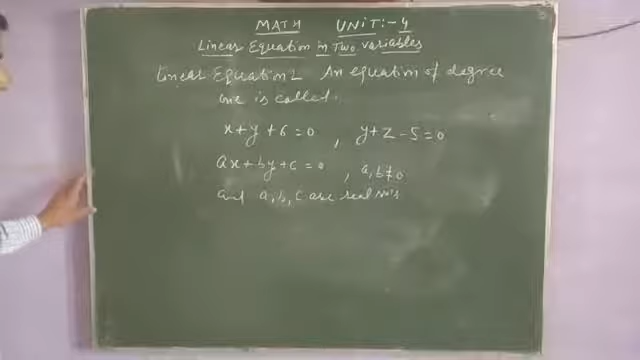 MATH UNIT:- 4
Linear Equation in Two variables
Linear Equation:- An equation of degree
one is called.
x+y+6=0 , y+z-5=0
ax+by+c=0 , a,b≠0
and a,b,c are real no's